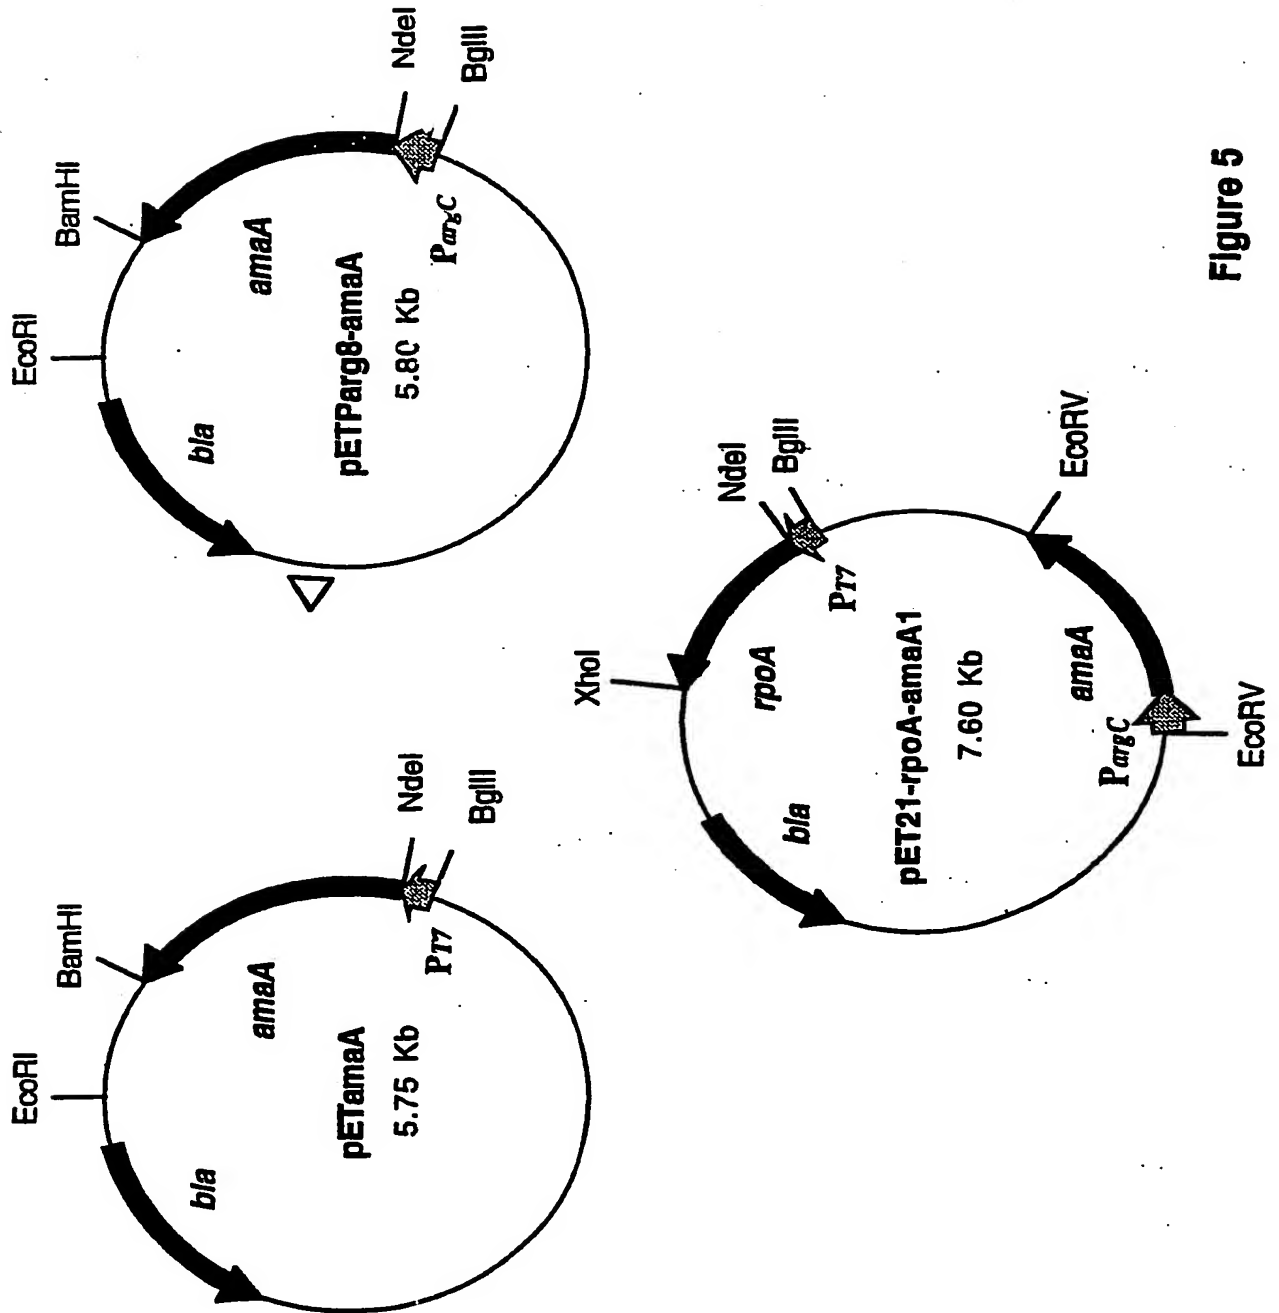 EcoRI
BamHI
bla
amaA
pETamaA
5.75 Kb
NdeI
PT7
BglII
EcoRI
BamHI
bla
amaA
pETParg8-amaA
5.80 Kb
NdeI
PargC
BglII
XhoI
bla
rpoA
NdeI
BglII
PT7
pET21-rpoA-amaA1
7.60 Kb
amaA
PargC
EcoRV
EcoRV
Figure 5